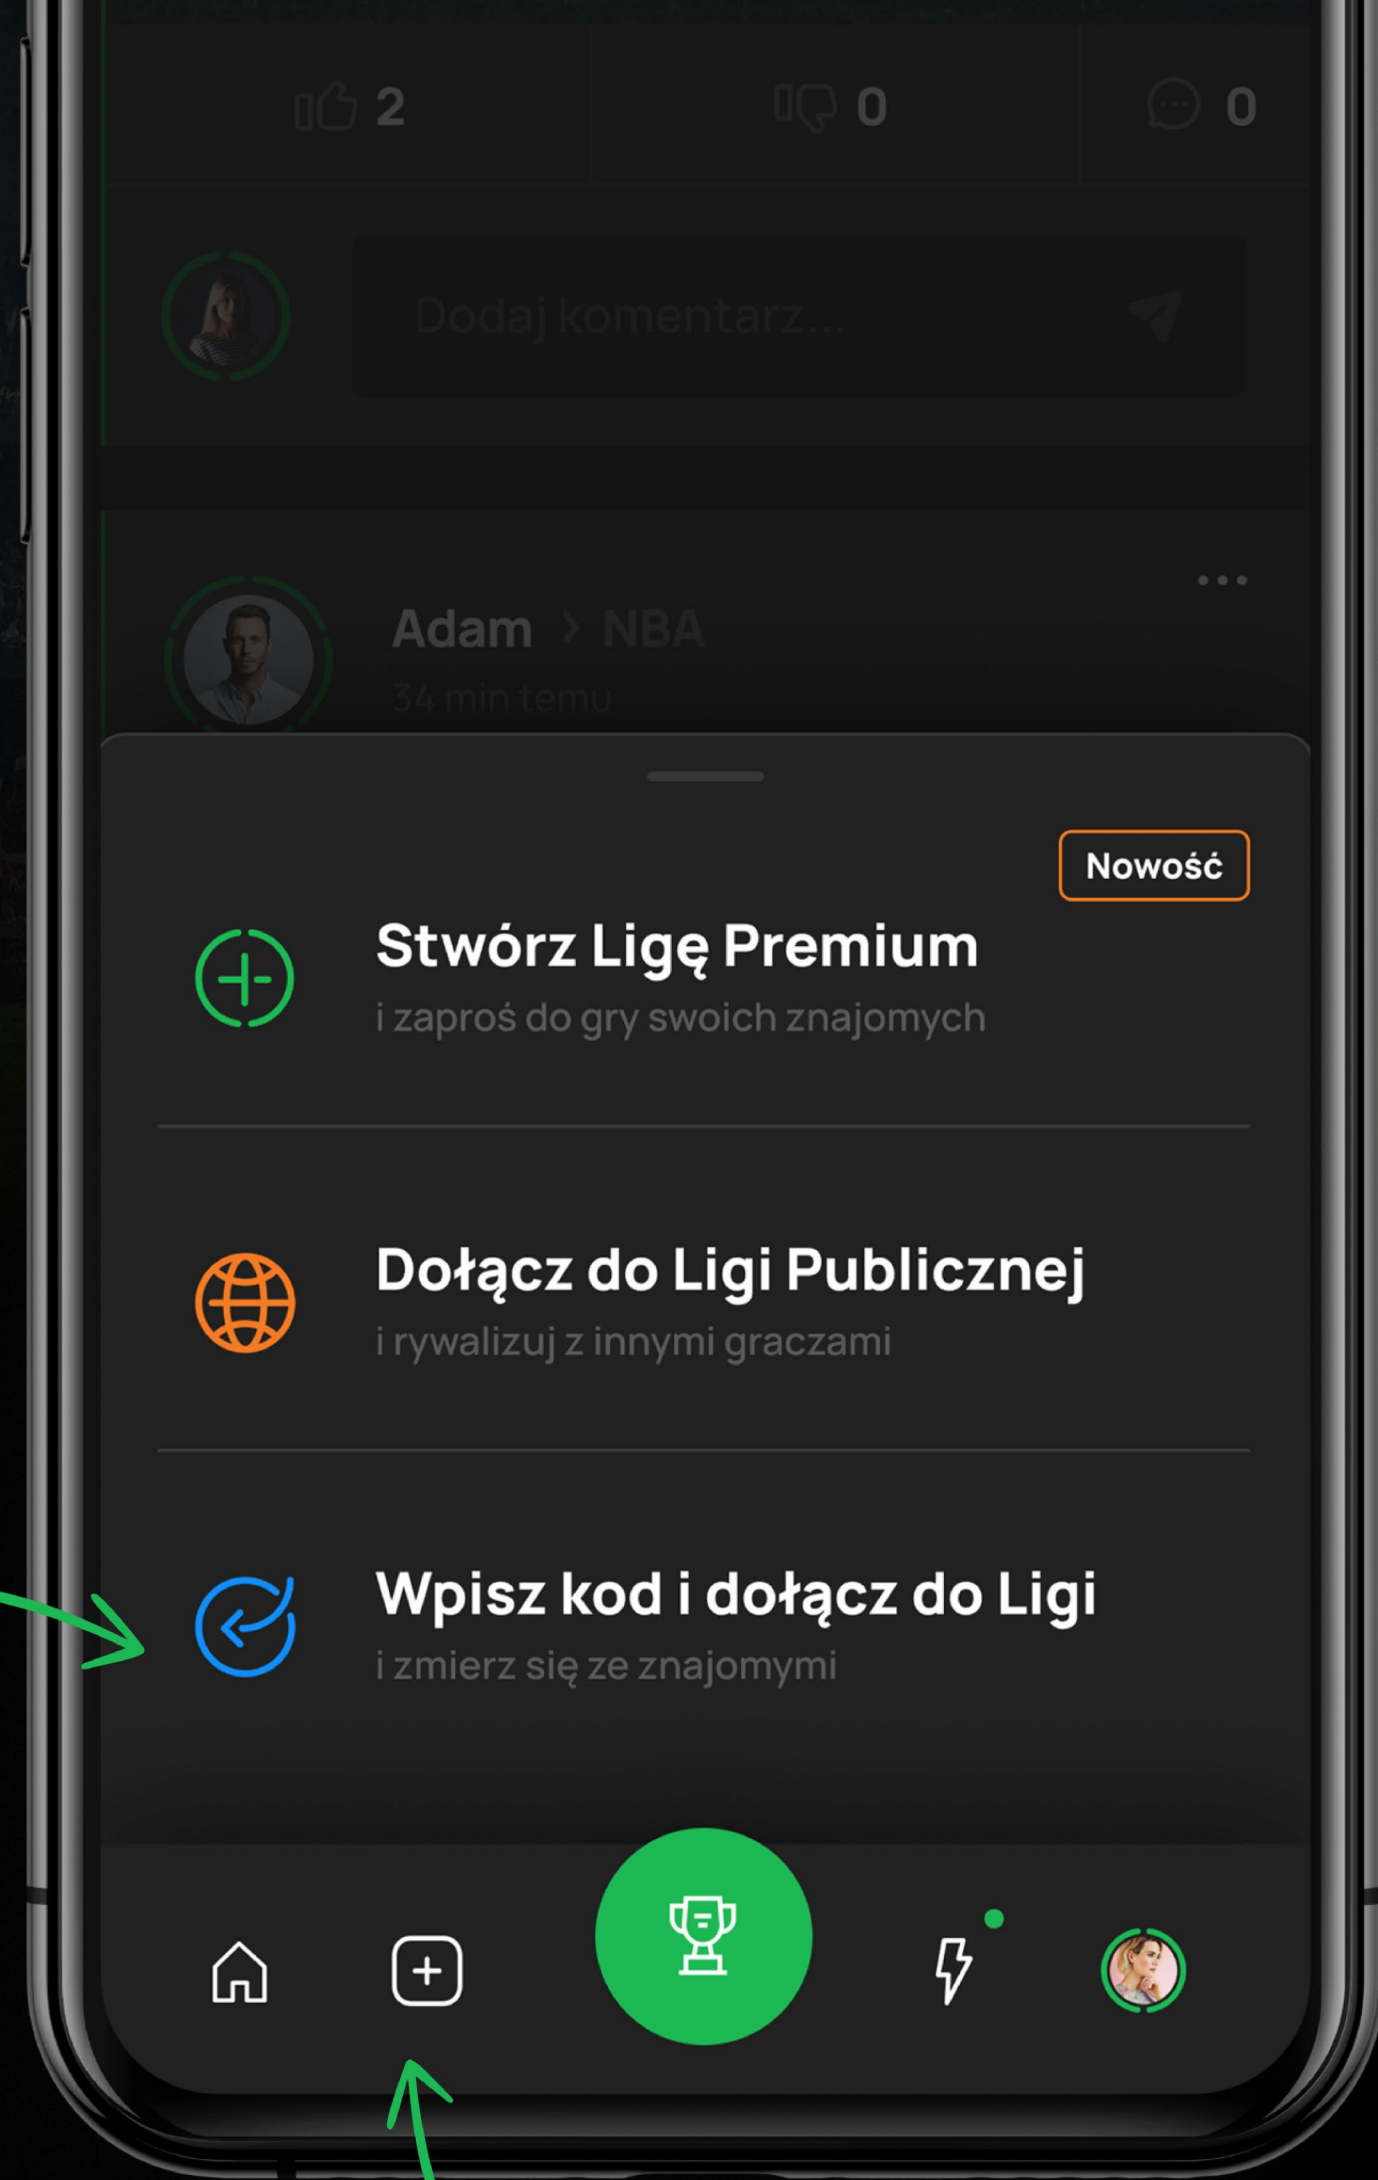 2
0
0
Dodaj komentarz...
Adam > NBA
34 min temu
Nowość
Stwórz Ligę Premium
i zaproś do gry swoich znajomych
Dołącz do Ligi Publicznej
i rywalizuj z innymi graczami
Wpisz kod i dołącz do Ligi
i zmierz się ze znajomymi